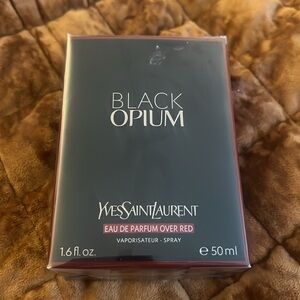 BLACK
OPIUM
YVESSAINTLAURENT
EAU DE PARFUM OVER RED
VAPORISATEUR · SPRAY
1.6 fl. oz. ℮ 50 ml